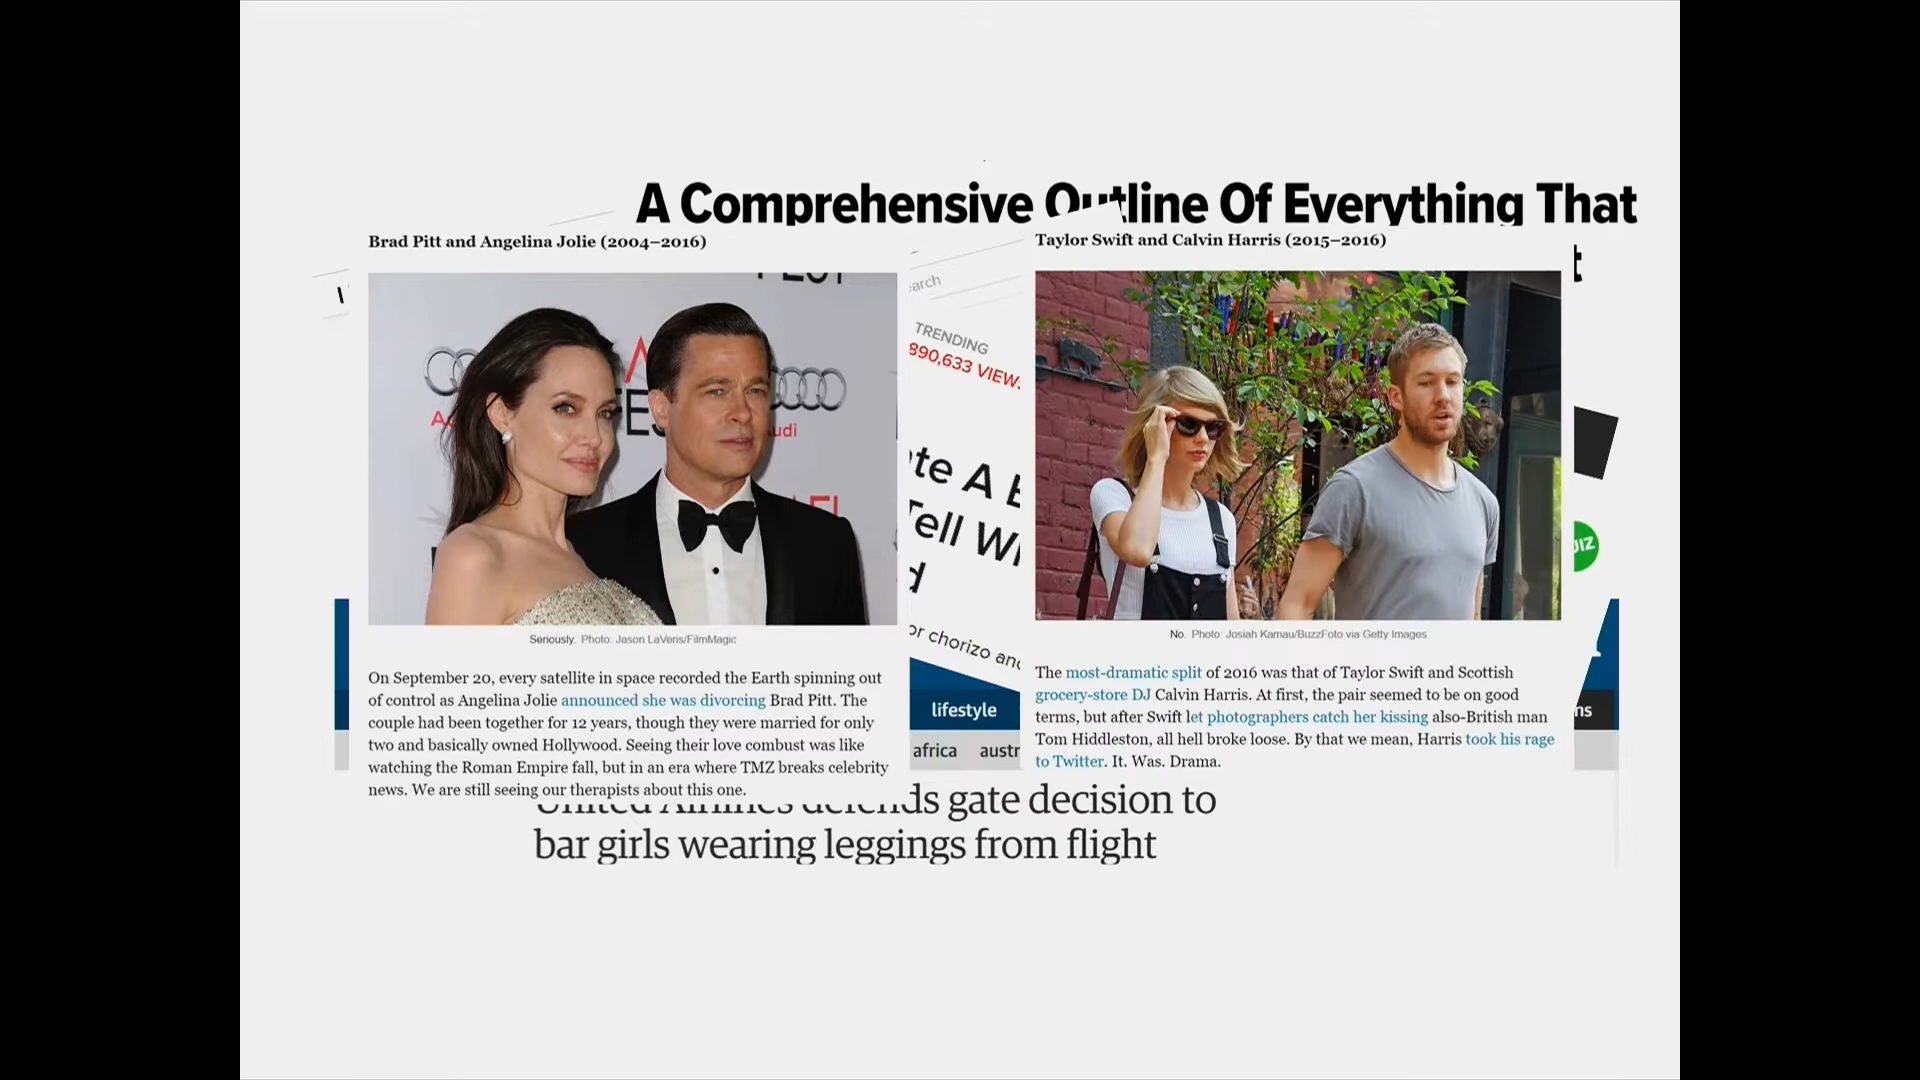 A Comprehensive Outline Of Everything That
Brad Pitt and Angelina Jolie (2004–2016)
Seriously. Photo: Jason LaVeris/FilmMagic
On September 20, every satellite in space recorded the Earth spinning out
of control as Angelina Jolie announced she was divorcing Brad Pitt. The
couple had been together for 12 years, though they were married for only
two and basically owned Hollywood. Seeing their love combust was like
watching the Roman Empire fall, but in an era where TMZ breaks celebrity
news. We are still seeing our therapists about this one.
arch
TRENDING
890,633 VIEWS
te A
Tell
or chorizo
lifestyle
africa
Taylor Swift and Calvin Harris (2015–2016)
No. Photo: Josiah Kamau/BuzzFoto via Getty Images
The most-dramatic split of 2016 was that of Taylor Swift and Scottish
grocery-store DJ Calvin Harris. At first, the pair seemed to be on good
terms, but after Swift let photographers catch her kissing also-British man
Tom Hiddleston, all hell broke loose. By that we mean, Harris took his rage
to Twitter. It. Was. Drama.
United Airlines defends gate decision to
bar girls wearing leggings from flight